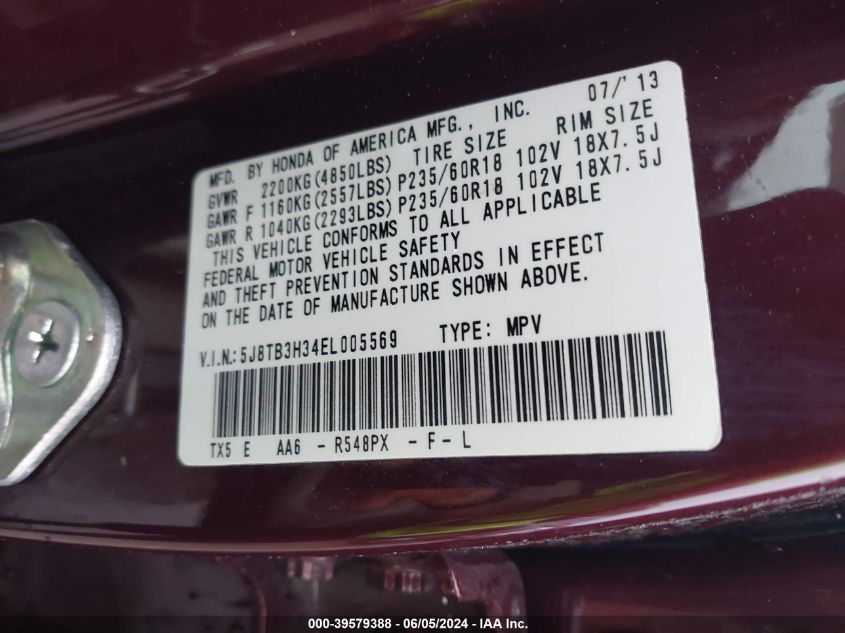 MFD. BY HONDA OF AMERICA MFG., INC. 07/'13
GVWR 2200KG(4850LBS) TIRE SIZE RIM SIZE
GAWR F 1160KG(2557LBS) P235/60R18 102V 18X7.5J
GAWR R 1040KG(2293LBS) P235/60R18 102V 18X7.5J
THIS VEHICLE CONFORMS TO ALL APPLICABLE
FEDERAL MOTOR VEHICLE SAFETY
AND THEFT PREVENTION STANDARDS IN EFFECT
ON THE DATE OF MANUFACTURE SHOWN ABOVE.
V.I.N.:5J8TB3H34EL005569 TYPE: MPV
TX5 E AA6 - R548PX - F - L
000-39579388 - 06/05/2024 - IAA Inc.